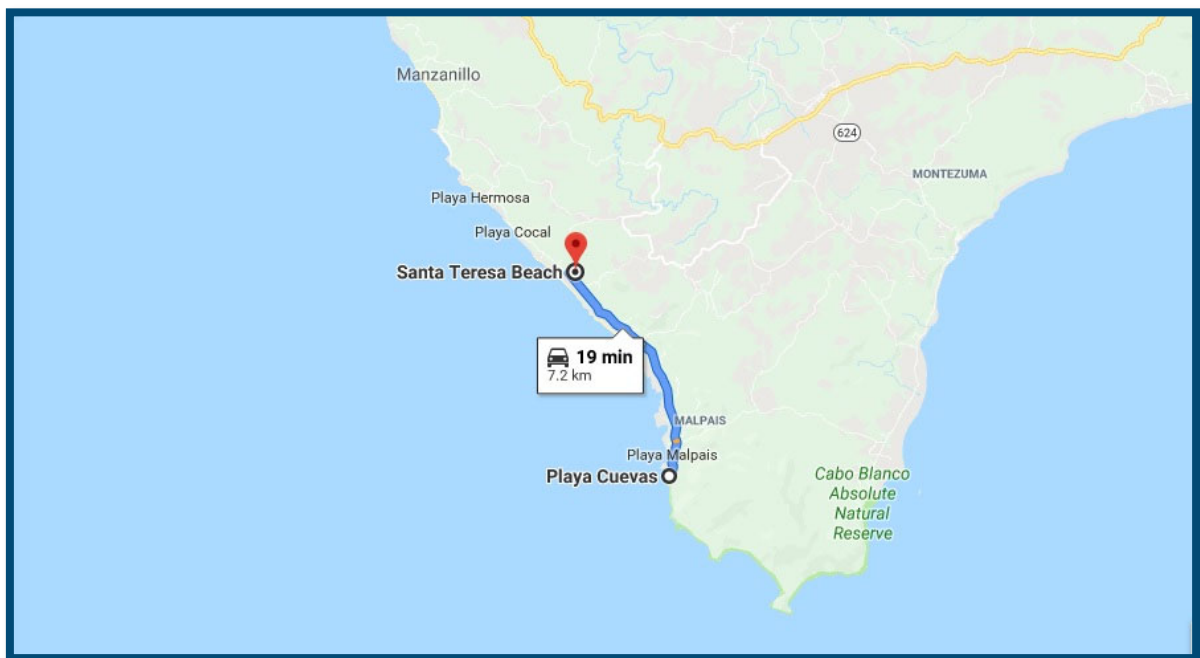 Manzanillo
624
MONTEZUMA
Playa Hermosa
Playa Cocal
Santa Teresa Beach
19 min
7.2 km
MALPAIS
Playa Malpais
Playa Cuevas
Cabo Blanco
Absolute
Natural
Reserve